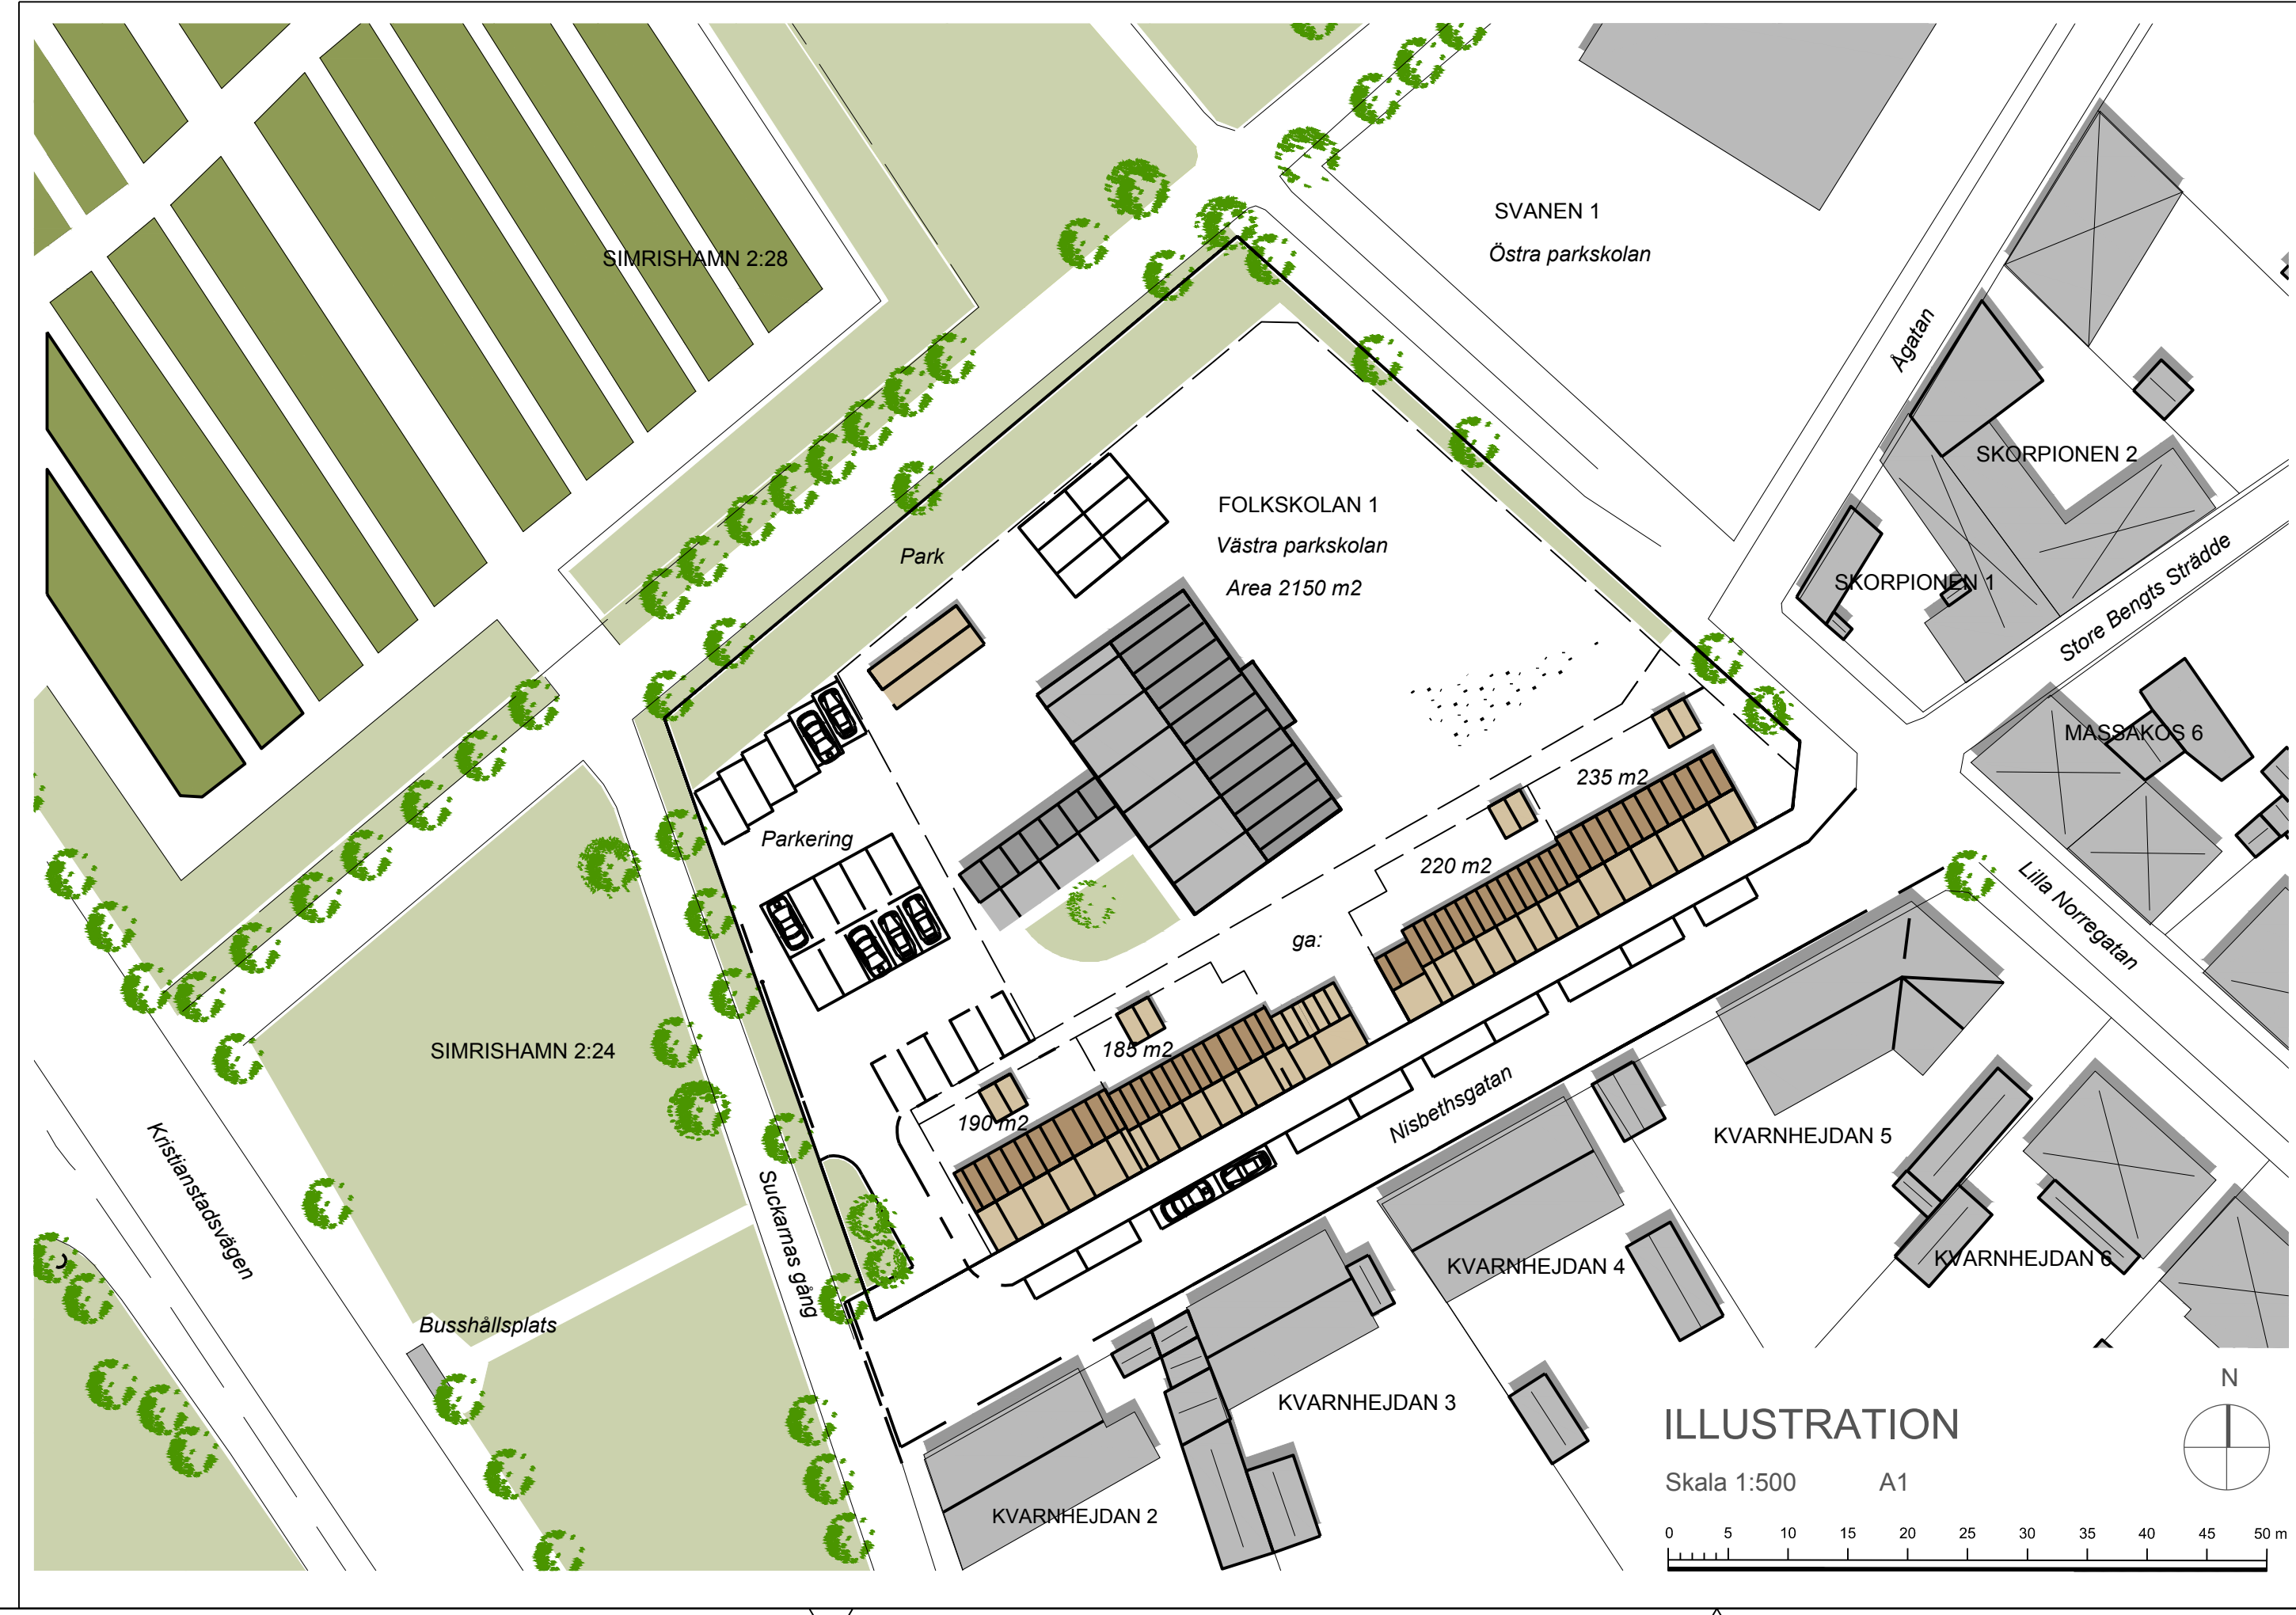 SIMRISHAMN 2:28
SVANEN 1
Östra parkskolan
Ågatan
SKORPIONEN 2
FOLKSKOLAN 1
Västra parkskolan
Area 2150 m2
Park
SKORPIONEN 1
Store Bengts Strädde
MASSAKOS 6
235 m2
Parkering
220 m2
ga:
Lilla Norregatan
SIMRISHAMN 2:24
185 m2
190 m2
Nisbethsgatan
KVARNHEJDAN 5
Kristianstadsvägen
Suckarnas gång
KVARNHEJDAN 4
KVARNHEJDAN 6
Busshållsplats
KVARNHEJDAN 3
KVARNHEJDAN 2
N
ILLUSTRATION
Skala 1:500 A1
0 5 10 15 20 25 30 35 40 45 50 m